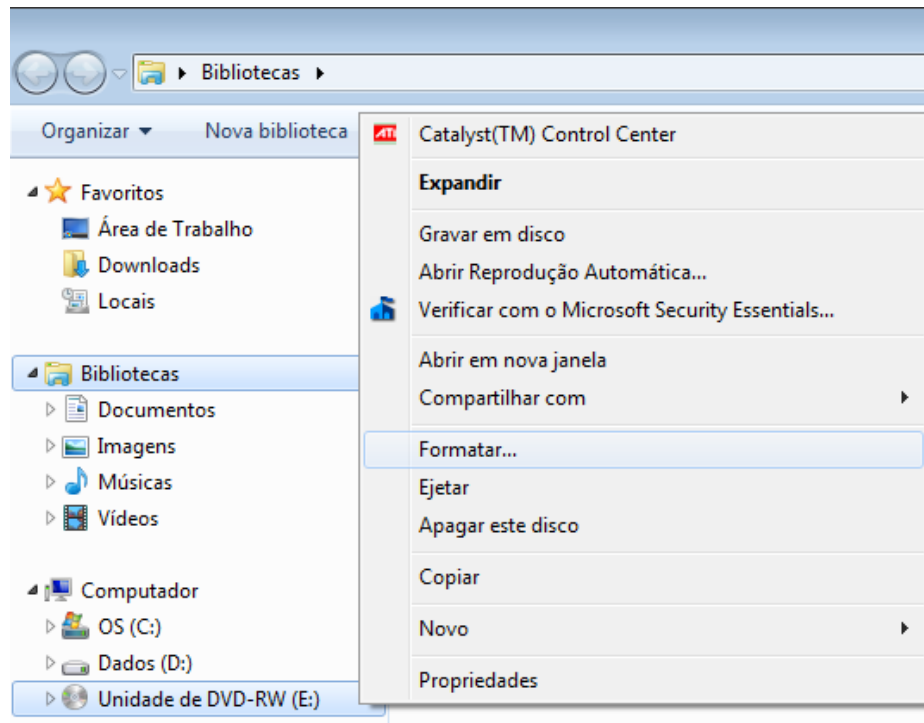 Bibliotecas
Organizar
Nova biblioteca
Favoritos
Área de Trabalho
Downloads
Locais
Bibliotecas
Documentos
Imagens
Músicas
Vídeos
Computador
OS (C:)
Dados (D:)
Unidade de DVD-RW (E:)
ATI
Catalyst(TM) Control Center
Expandir
Gravar em disco
Abrir Reprodução Automática...
Verificar com o Microsoft Security Essentials...
Abrir em nova janela
Compartilhar com
Formatar...
Ejetar
Apagar este disco
Copiar
Novo
Propriedades